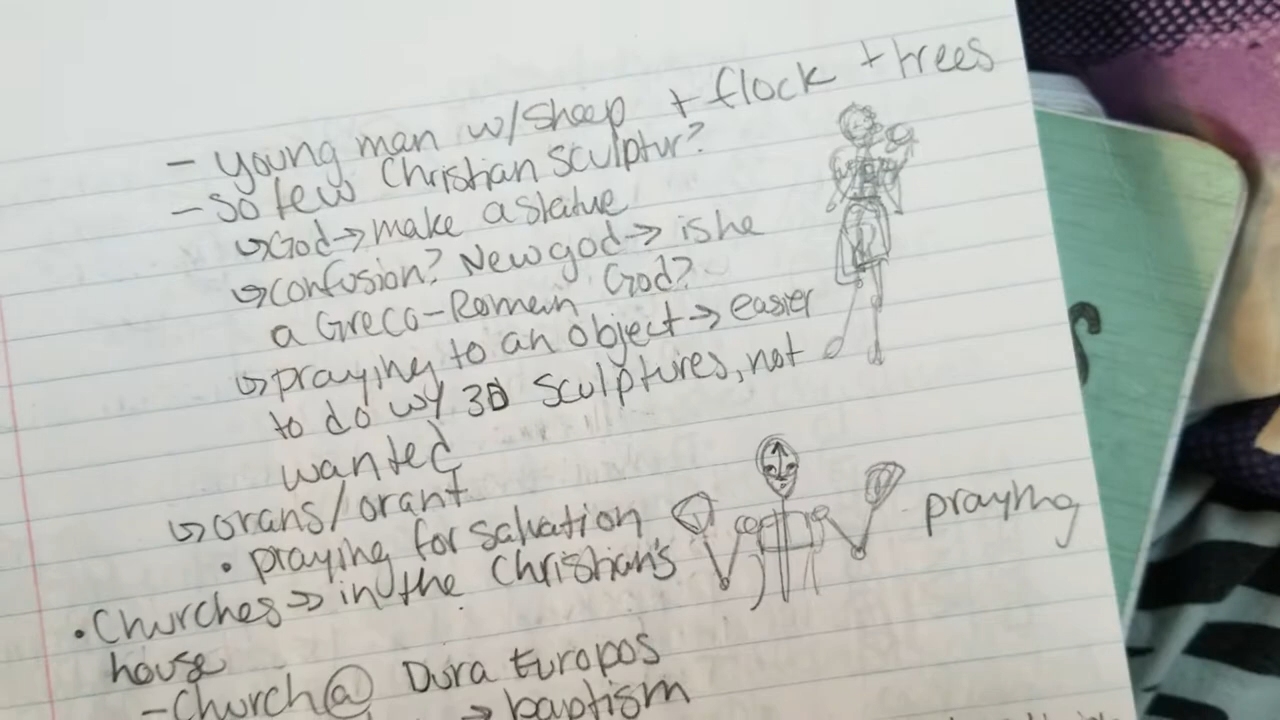 - young man w/sheep + flock + trees
- so few Christian sculptur?
↳God→make a statue
↳confusion? New god→ is he
a Greco-Roman God?
↳praying to an object→easier
to do w/ 3D sculptures, not
wanted
↳orans/orant
• praying for salvation
praying
• Churches→ in the Christian's
house
- Church@ Dura Europos
→ baptism